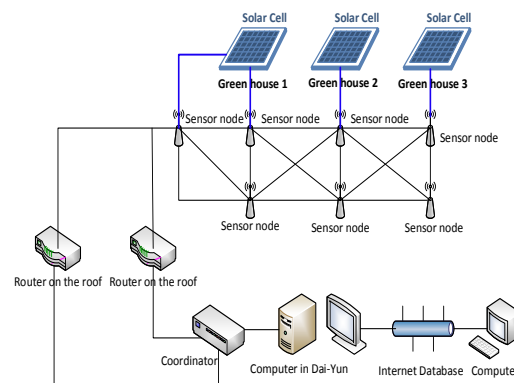 Solar Cell
Solar Cell
Solar Cell
Green house 1
Green house 2
Green house 3
Sensor node
Sensor node
Sensor node
Sensor node
Sensor node
Sensor node
Sensor node
Router on the roof
Router on the roof
Coordinator
Computer in Dai-Yun
Internet Database
Compute